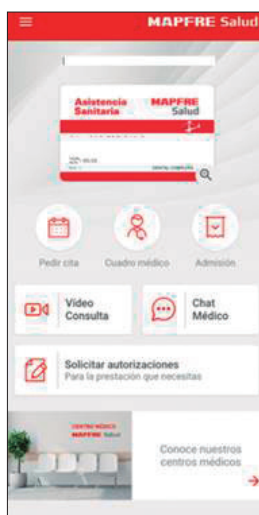 MAPFRE Salud
Asistencia
Sanitaria
MAPFRE
Salud
Pedir cita
Cuadro médico
Admisión
Vídeo
Consulta
Chat
Médico
Solicitar autorizaciones
Para la prestación que necesitas
CENTRO MÉDICO
MAPFRE Salud
Conoce nuestros
centros médicos